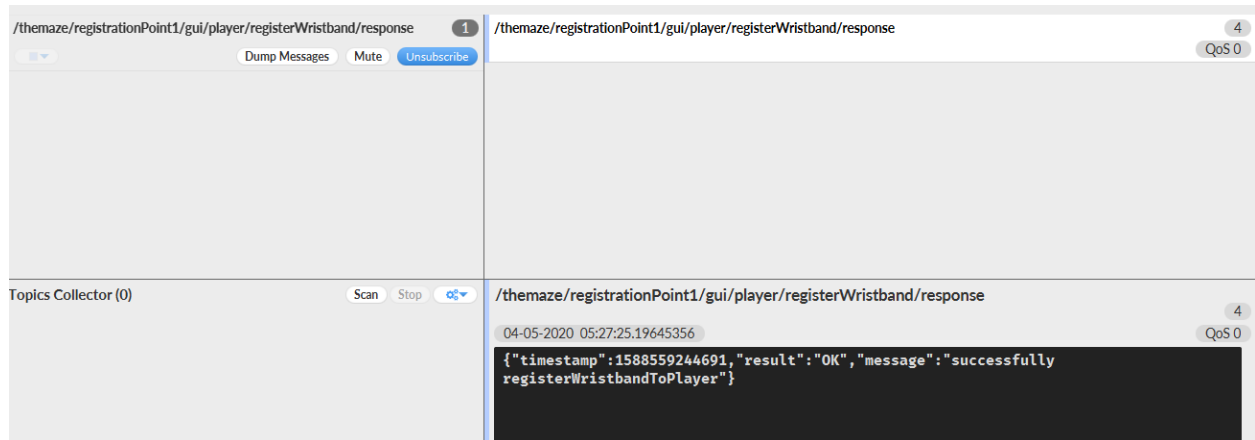 /themaze/registrationPoint1/gui/player/registerWristband/response 1
Dump Messages Mute Unsubscribe
/themaze/registrationPoint1/gui/player/registerWristband/response 4
QoS 0
Topics Collector (0) Scan Stop
/themaze/registrationPoint1/gui/player/registerWristband/response
4
04-05-2020 05:27:25.19645356 QoS 0
{"timestamp":1588559244691,"result":"OK","message":"successfully
registerWristbandToPlayer"}